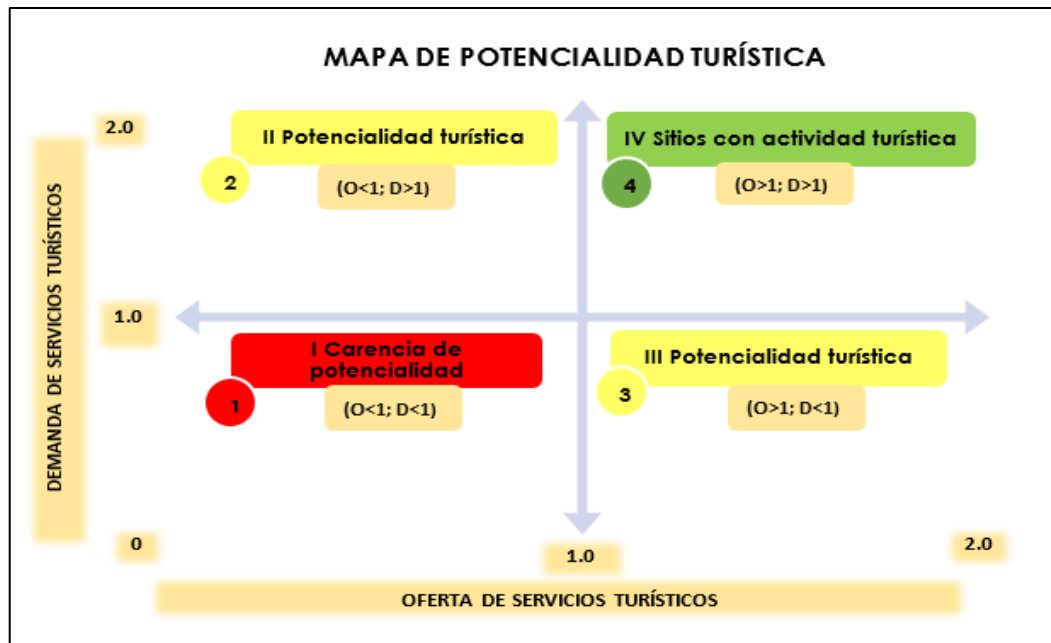 MAPA DE POTENCIALIDAD TURÍSTICA
DEMANDA DE SERVICIOS TURÍSTICOS
2.0
II Potencialidad turística
2
(O<1; D>1)
IV Sitios con actividad turística
4
(O>1; D>1)
1.0
I Carencia de
potencialidad
1
(O<1; D<1)
III Potencialidad turística
3
(O>1; D<1)
0
1.0
2.0
OFERTA DE SERVICIOS TURÍSTICOS